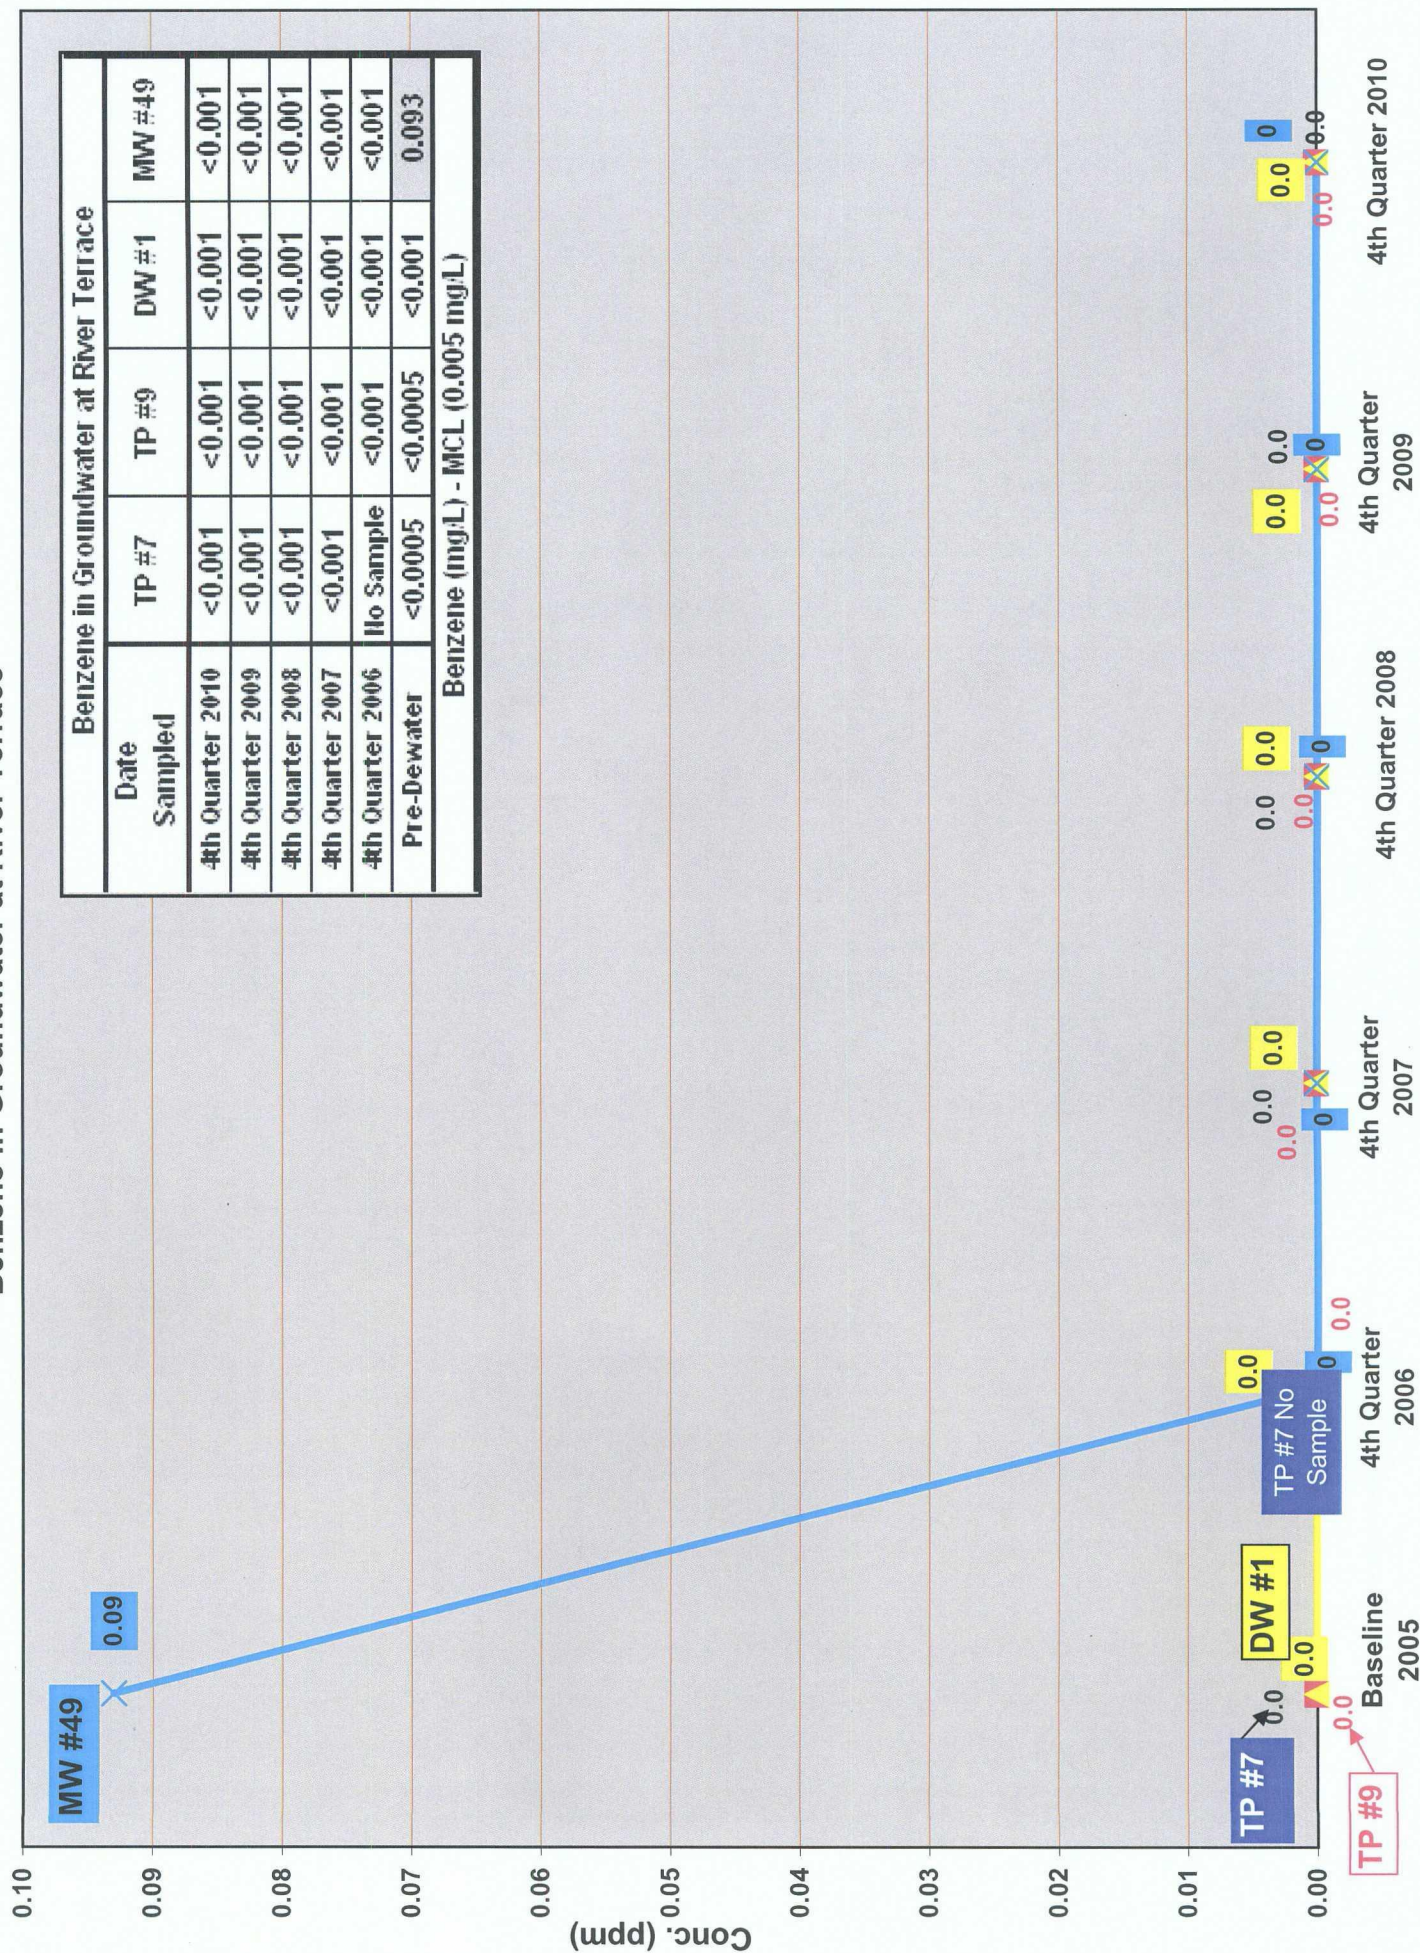 Benzene in Groundwater at River Terrace
MW #49
0.09
Benzene in Groundwater at River Terrace
Date Sampled TP #7 TP #9 DW #1 MW #49
4th Quarter 2010 <0.001 <0.001 <0.001 <0.001
4th Quarter 2009 <0.001 <0.001 <0.001 <0.001
4th Quarter 2008 <0.001 <0.001 <0.001 <0.001
4th Quarter 2007 <0.001 <0.001 <0.001 <0.001
4th Quarter 2006 No Sample <0.001 <0.001 <0.001
Pre-Dewater <0.0005 <0.0005 <0.001 0.093
Benzene (mg/L) - MCL (0.005 mg/L)
Conc. (ppm)
0.10
0.09
0.08
0.07
0.06
0.05
0.04
0.03
0.02
0.01
0.00
TP #7
0.0
DW #1
0.0
TP #9
0.0
TP #7 No
Sample
0.0
0
0.0
0.0
0.0
0.0
0
0.0
0.0
0.0
0
0.0
0.0
0.0
0
0.0
0
0.0
0.0
Baseline
2005
4th Quarter
2006
4th Quarter
2007
4th Quarter 2008
4th Quarter
2009
4th Quarter 2010